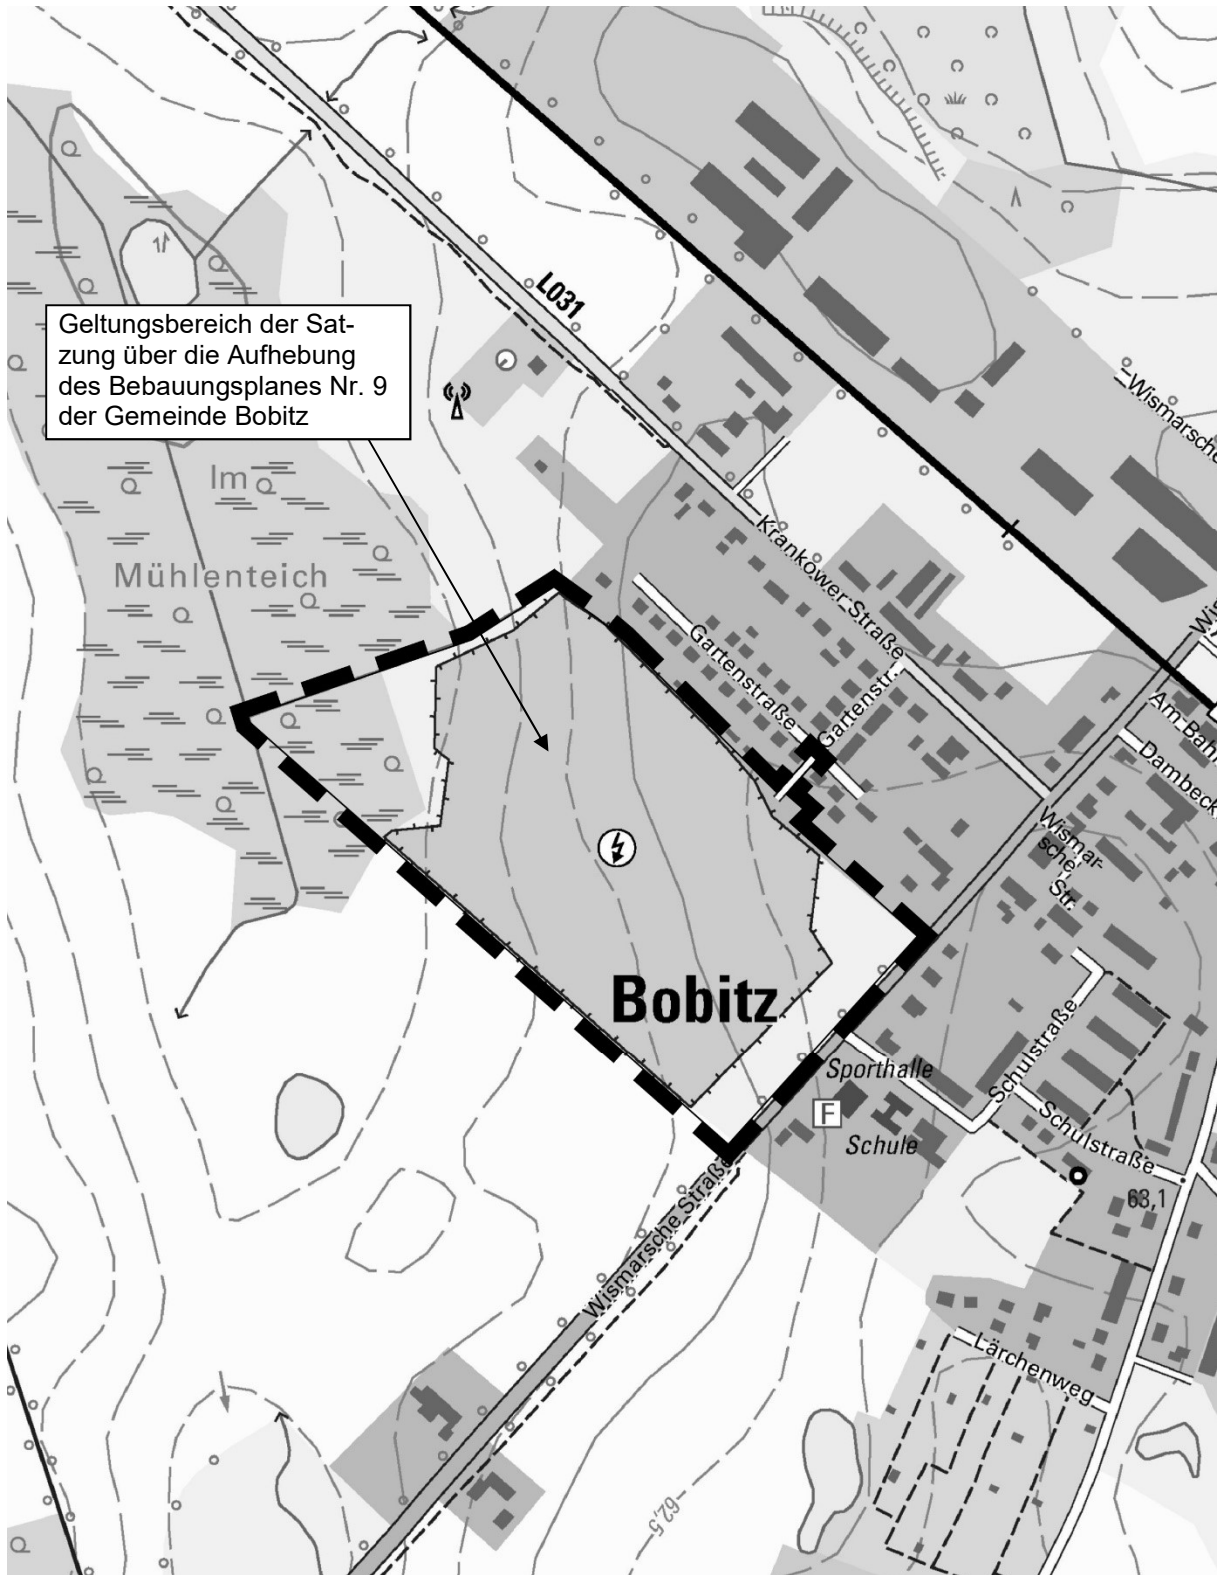 L031
Geltungsbereich der Sat-
zung über die Aufhebung
des Bebauungsplanes Nr. 9
der Gemeinde Bobitz
Wismarsche
Im
Mühlenteich
Krankower Straße
Gartenstraße
Gartenstr.
Wis
Am Bahn
Dambeck
Wismar-
sche
Str.
Bobitz
Sporthalle
F
Schule
Schulstraße
Schulstraße
63,1
Wismarsche Straße
Lärchenweg
62,5